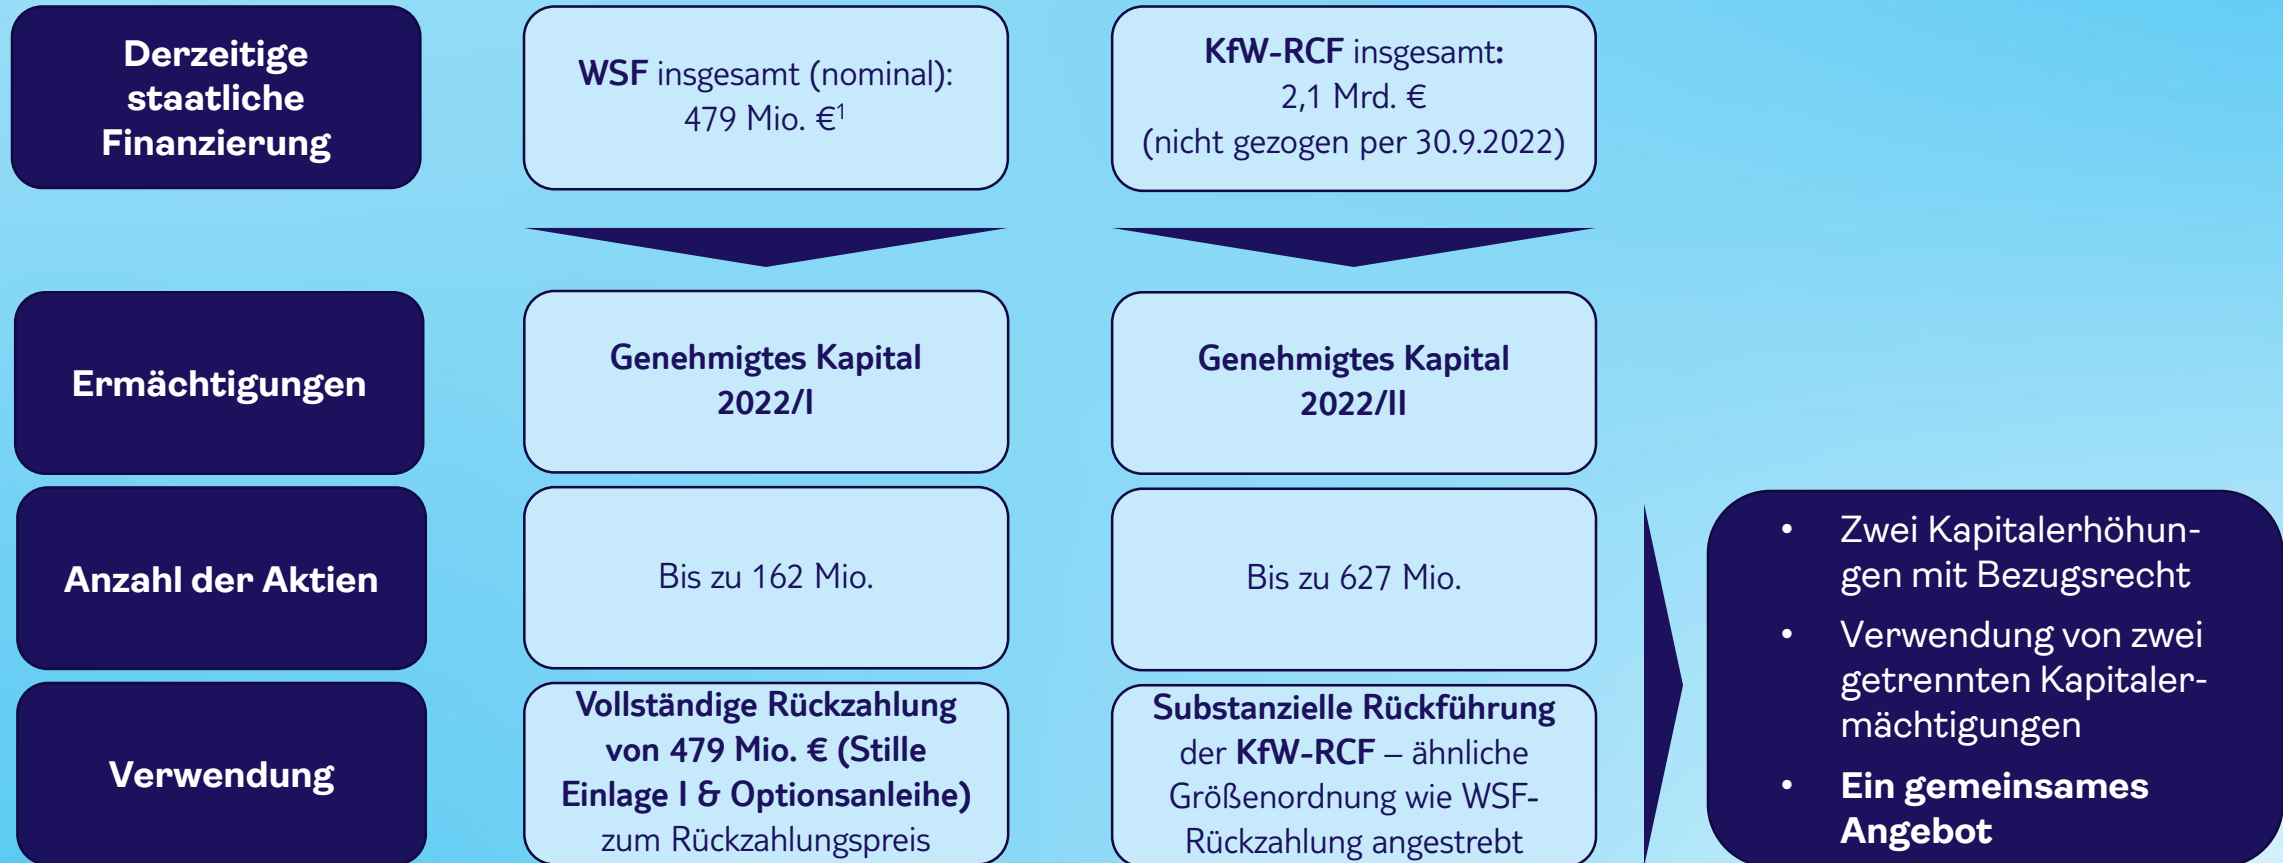 Derzeitige
staatliche
Finanzierung
WSF insgesamt (nominal):
479 Mio. €¹
KfW-RCF insgesamt:
2,1 Mrd. €
(nicht gezogen per 30.9.2022)
Ermächtigungen
Genehmigtes Kapital
2022/I
Genehmigtes Kapital
2022/II
Anzahl der Aktien
Bis zu 162 Mio.
Bis zu 627 Mio.
Verwendung
Vollständige Rückzahlung
von 479 Mio. € (Stille
Einlage I & Optionsanleihe)
zum Rückzahlungspreis
Substanzielle Rückführung
der KfW-RCF – ähnliche
Größenordnung wie WSF-
Rückzahlung angestrebt
• Zwei Kapitalerhöhun-
gen mit Bezugsrecht
• Verwendung von zwei
getrennten Kapitaler-
mächtigungen
• Ein gemeinsames
Angebot